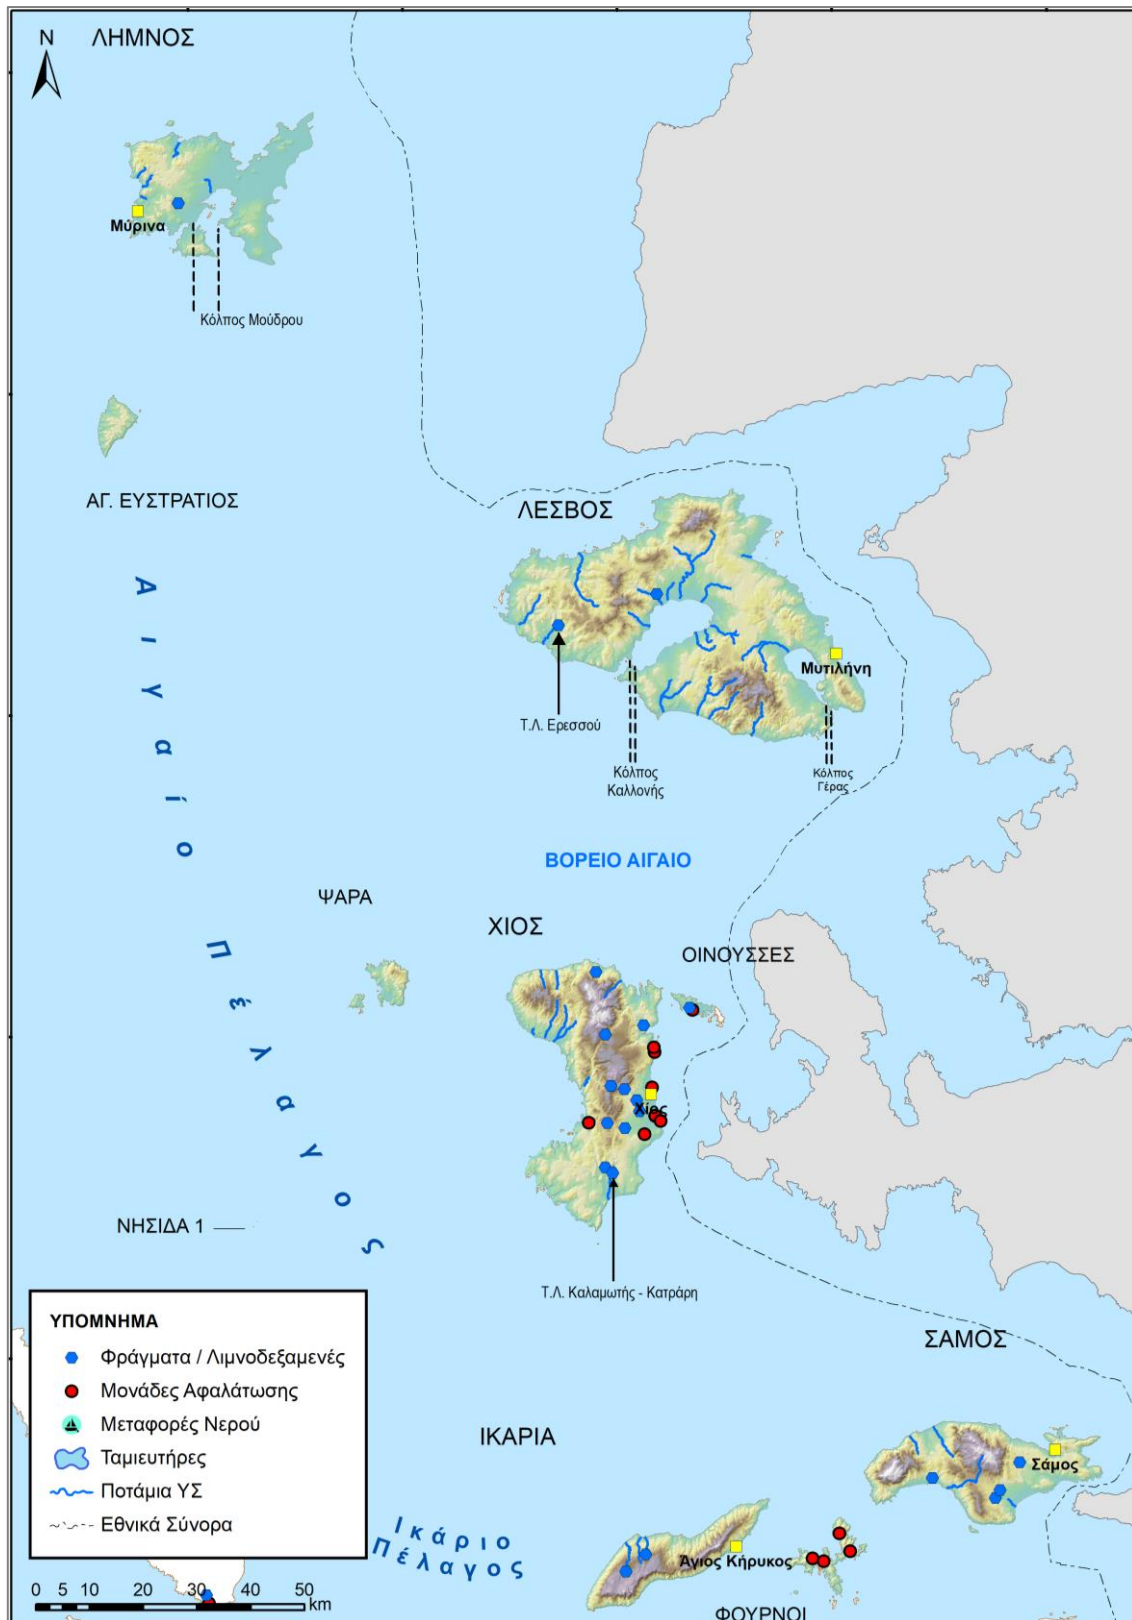 N
ΛΗΜΝΟΣ
Μύρινα
Κόλπος Μούδρου
ΑΓ. ΕΥΣΤΡΑΤΙΟΣ
ΛΕΣΒΟΣ
Μυτιλήνη
Τ.Λ. Ερεσσού
Κόλπος
Καλλονής
Κόλπος
Γέρας
Αιγαίο Πέλαγος
ΒΟΡΕΙΟ ΑΙΓΑΙΟ
ΨΑΡΑ
ΧΙΟΣ
ΟΙΝΟΥΣΣΕΣ
Χίος
ΝΗΣΙΔΑ 1
Τ.Λ. Καλαμωτής - Κατράρη
ΣΑΜΟΣ
Σάμος
ΙΚΑΡΙΑ
Ικάριο
Πέλαγος
Άγιος Κήρυκος
ΦΟΥΡΝΟΙ
ΥΠΟΜΝΗΜΑ
Φράγματα / Λιμνοδεξαμενές
Μονάδες Αφαλάτωσης
Μεταφορές Νερού
Ταμιευτήρες
Ποτάμια ΥΣ
Εθνικά Σύνορα
0 5 10 20 30 40 50
km